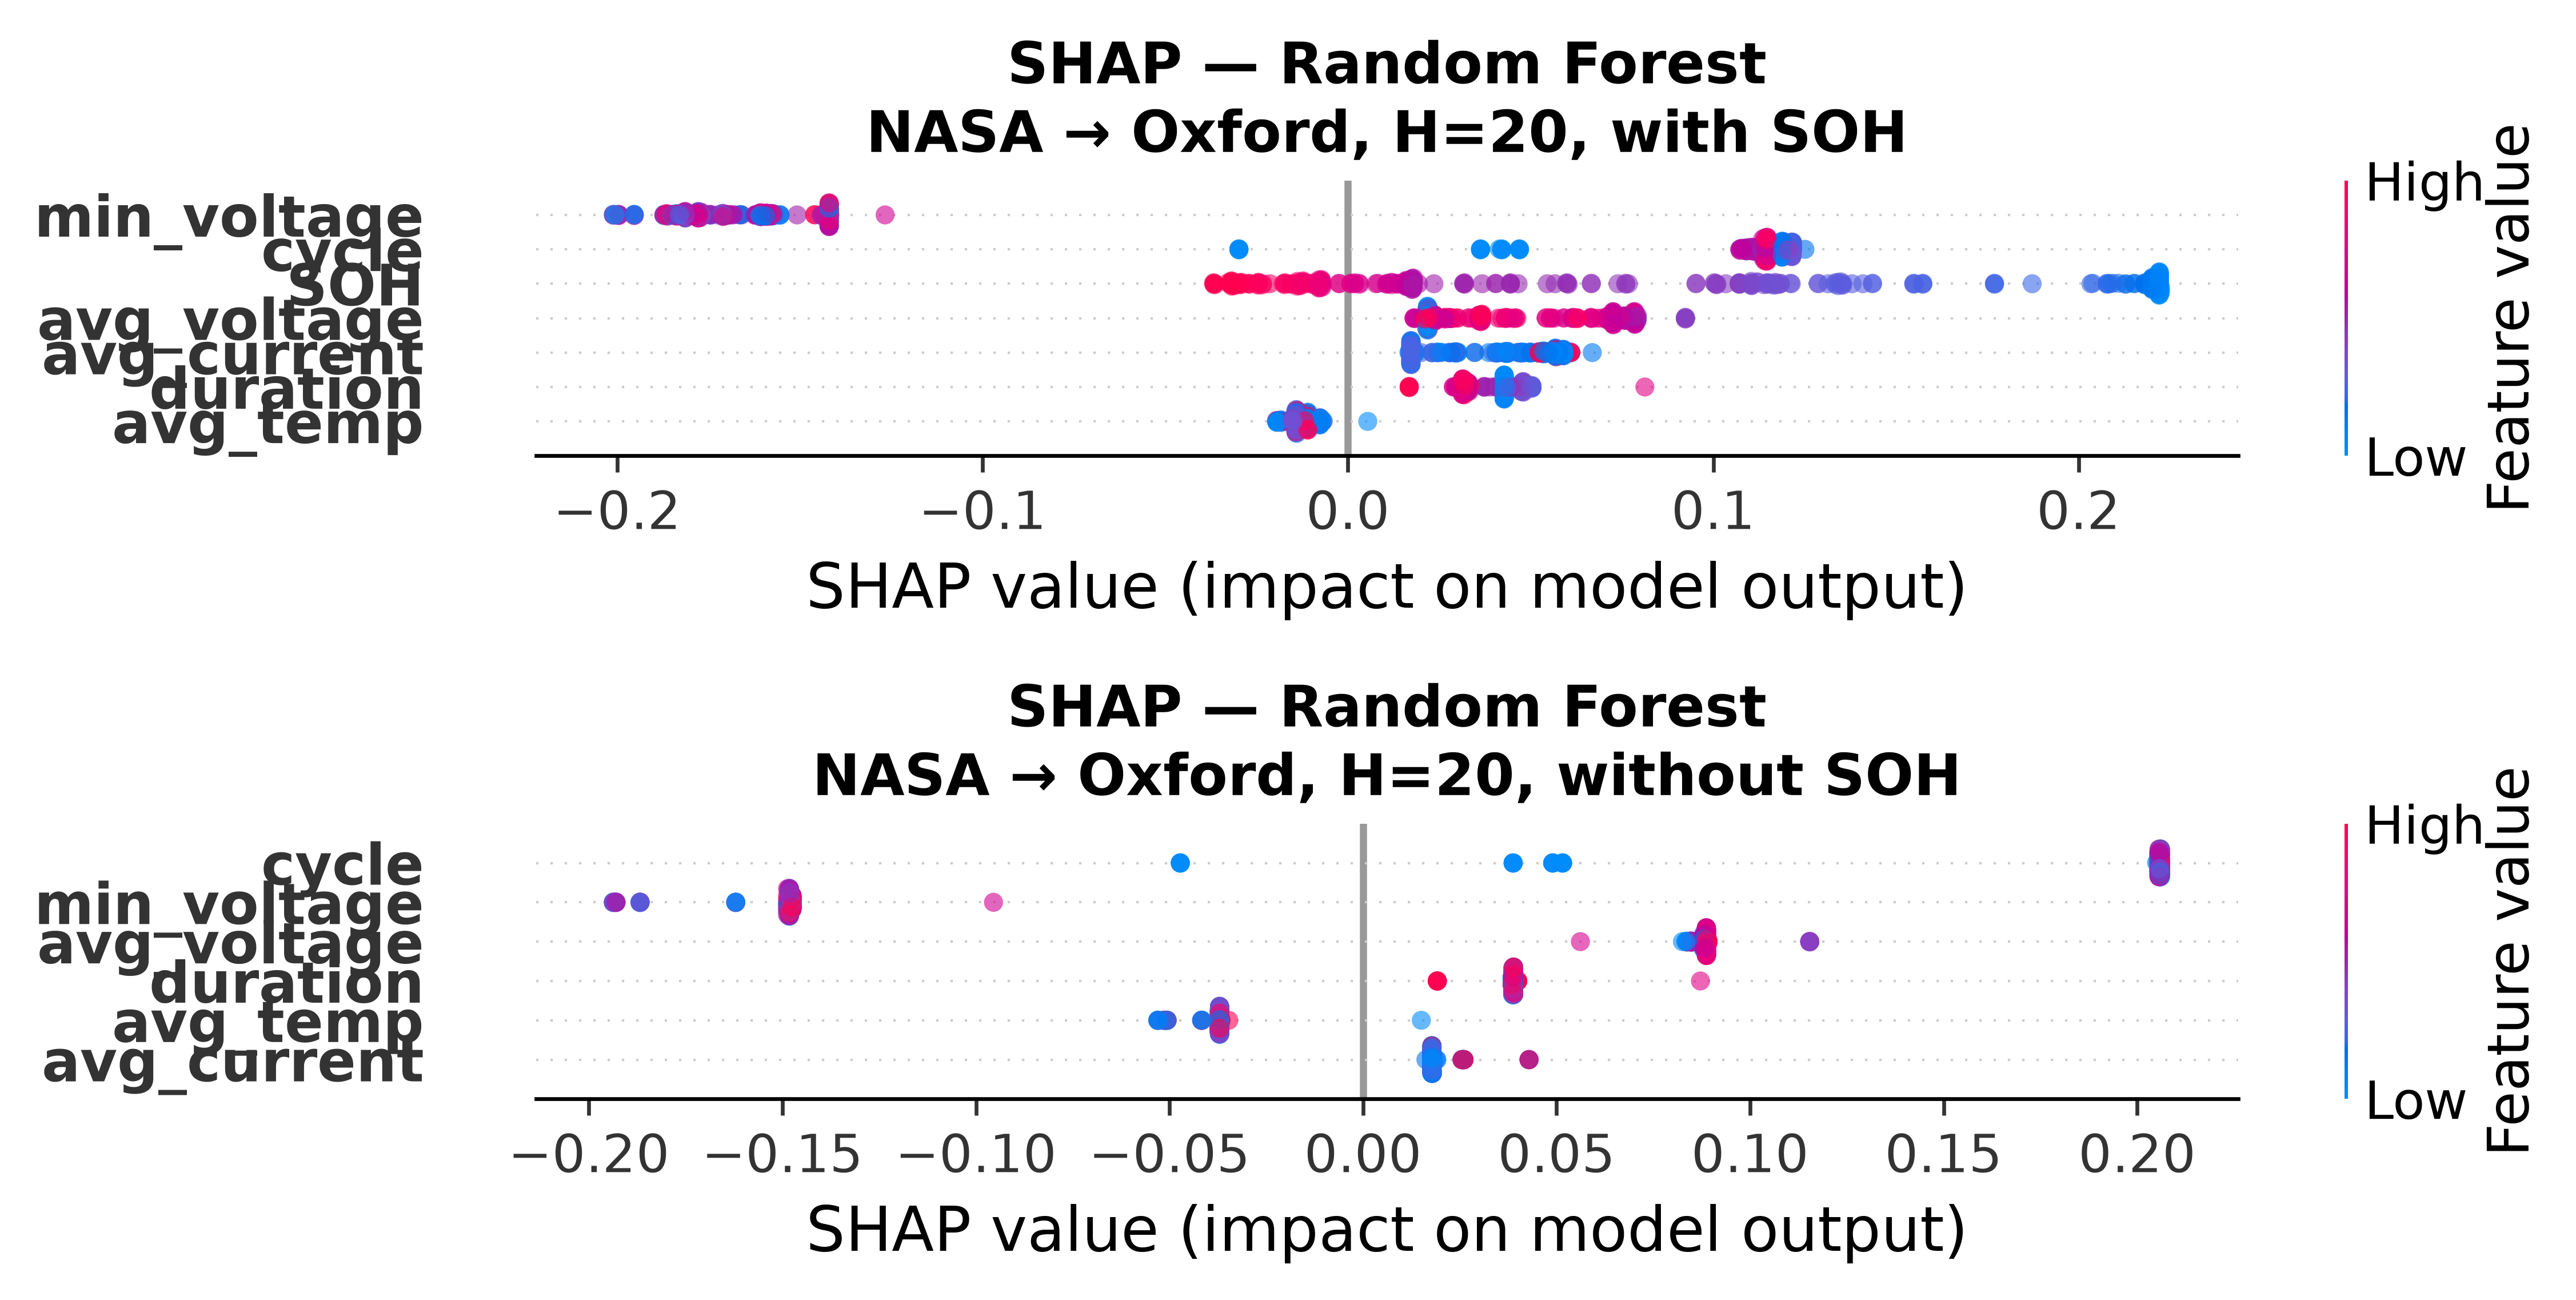 SHAP — Random Forest
NASA → Oxford, H=20, with SOH
min_voltage
cycle
SOH
avg_voltage
avg_current
duration
avg_temp
−0.2 −0.1 0.0 0.1 0.2
SHAP value (impact on model output)
High
Low
Feature value
SHAP — Random Forest
NASA → Oxford, H=20, without SOH
cycle
min_voltage
avg_voltage
duration
avg_temp
avg_current
−0.20 −0.15 −0.10 −0.05 0.00 0.05 0.10 0.15 0.20
SHAP value (impact on model output)
High
Low
Feature value